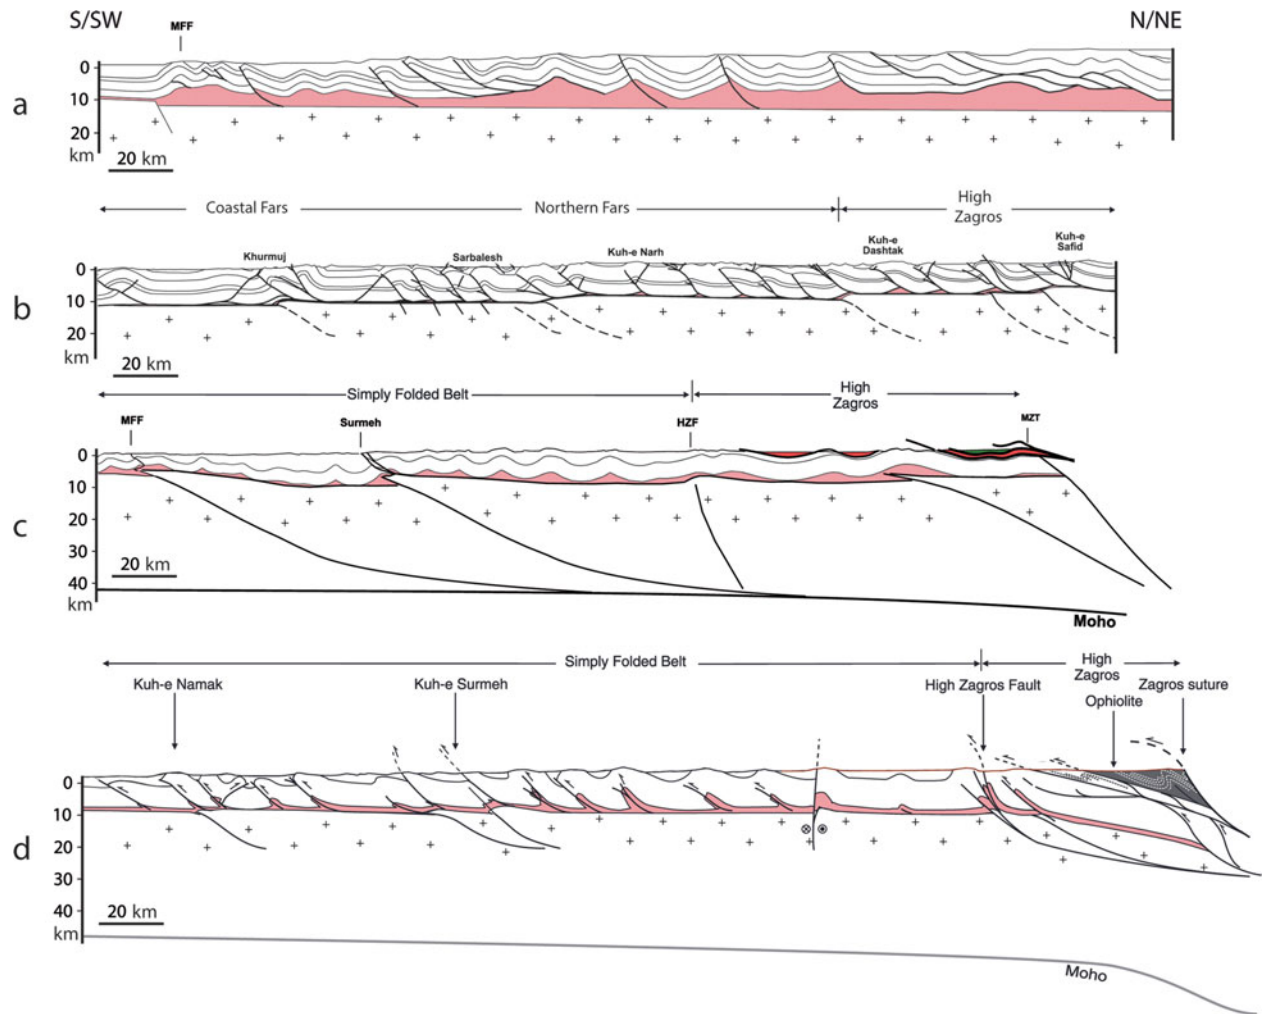 S/SW
N/NE
MFF
a
0
10
20
km
20 km
Coastal Fars
Northern Fars
High
Zagros
b
Khurmuj
Sarbalesh
Kuh-e Narh
Kuh-e
Dashtak
Kuh-e
Safid
0
10
20
km
20 km
Simply Folded Belt
High
Zagros
c
MFF
Surmeh
HZF
MZT
0
10
20
30
40
km
20 km
Moho
Simply Folded Belt
High
Zagros
Kuh-e Namak
Kuh-e Surmeh
High Zagros Fault
Ophiolite
Zagros suture
d
0
10
20
30
40
km
20 km
Moho